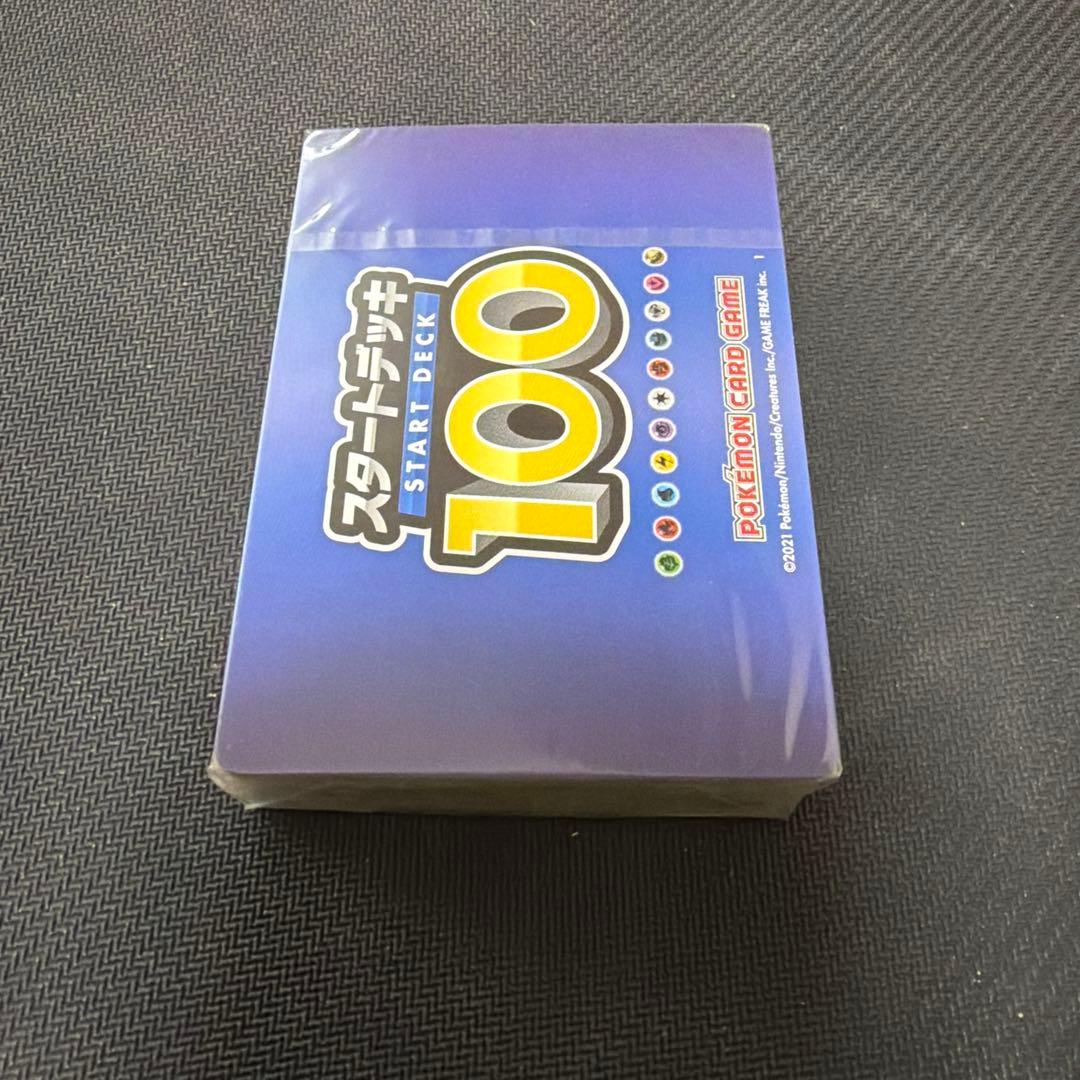 スタートデッキ
START DECK
100
POKÉMON CARD GAME
©2021 Pokémon/Nintendo/Creatures Inc./GAME FREAK inc. 1